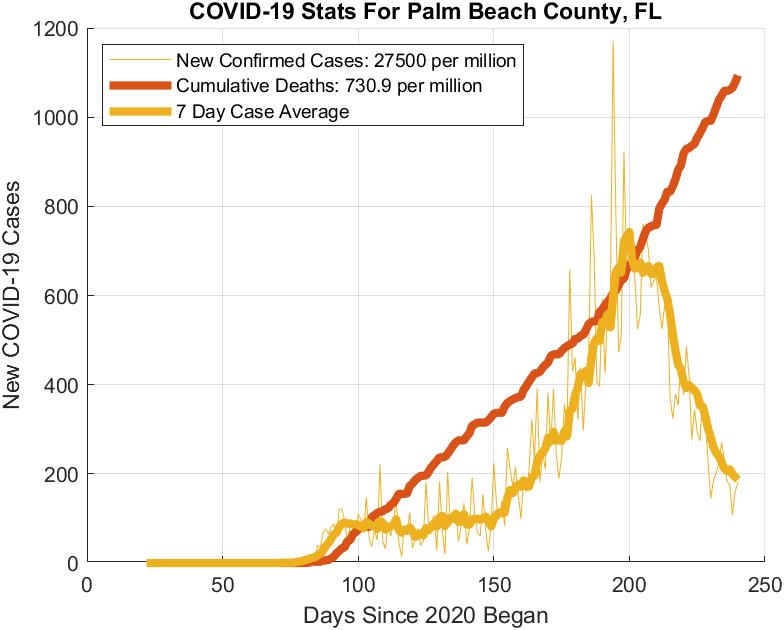 COVID-19 Stats For Palm Beach County, FL
New Confirmed Cases: 27500 per million
Cumulative Deaths: 730.9 per million
7 Day Case Average
New COVID-19 Cases
1200
1000
800
600
400
200
0
0 50 100 150 200 250
Days Since 2020 Began